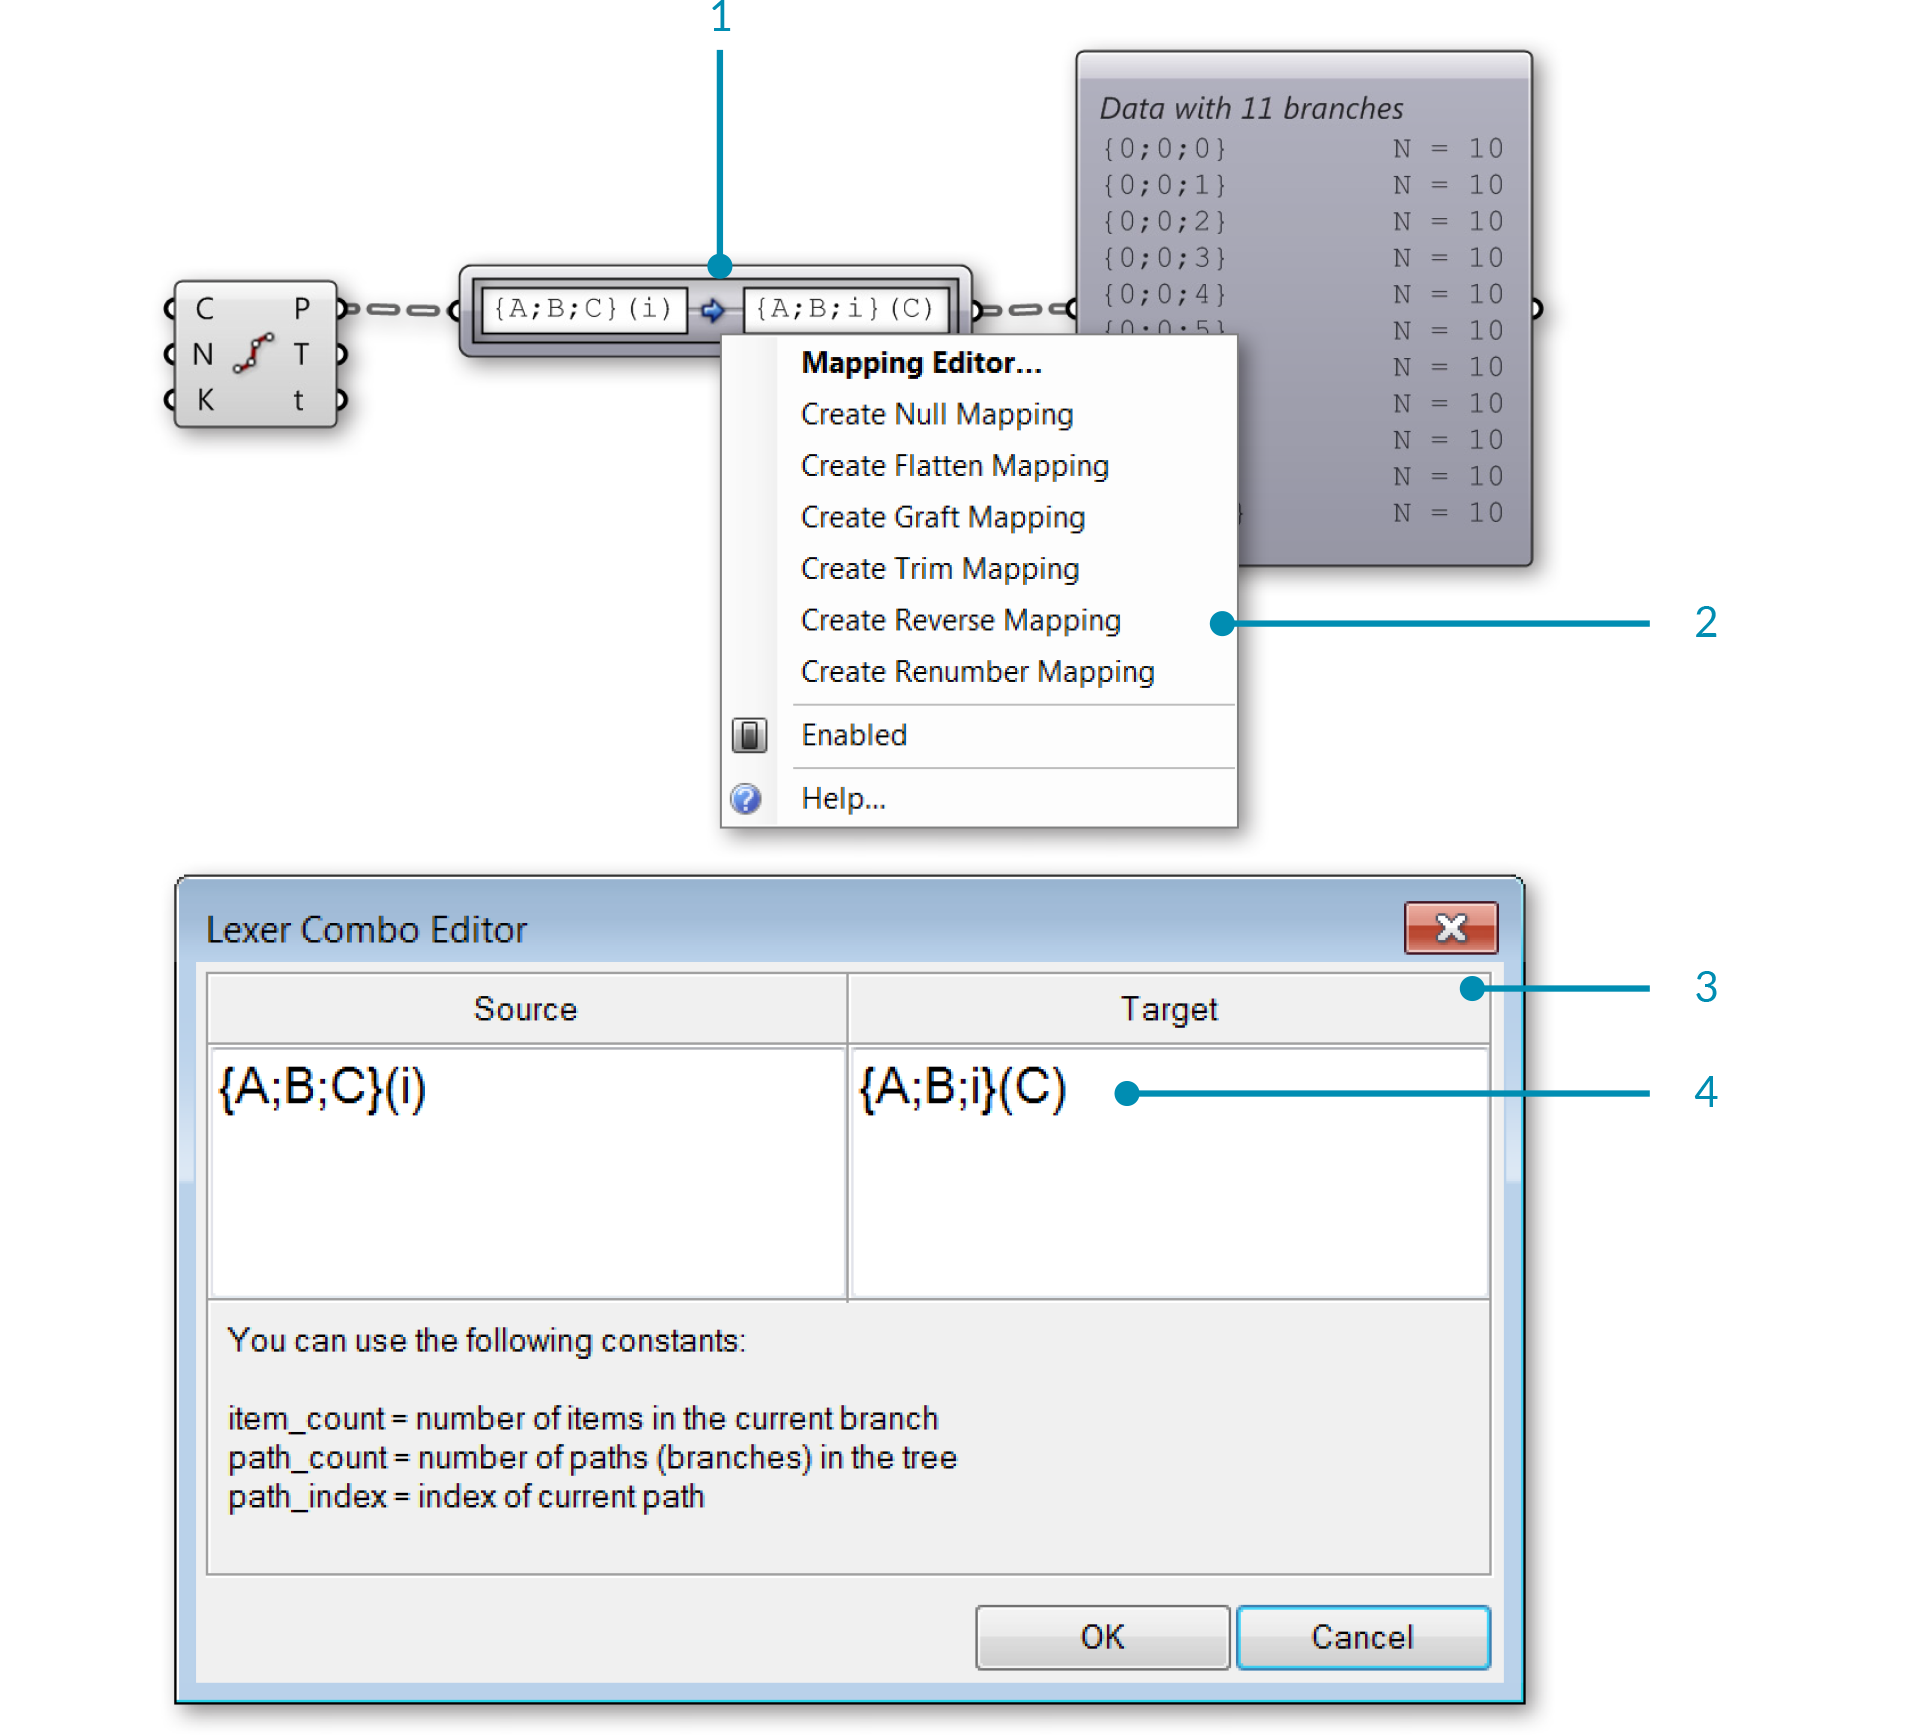 1
C P
N T
K t
{A;B;C}(i) {A;B;i}(C)
Data with 11 branches
{0;0;0} N = 10
{0;0;1} N = 10
{0;0;2} N = 10
{0;0;3} N = 10
{0;0;4} N = 10
{0;0;5} N = 10
N = 10
N = 10
N = 10
N = 10
} N = 10
Mapping Editor...
Create Null Mapping
Create Flatten Mapping
Create Graft Mapping
Create Trim Mapping
Create Reverse Mapping
Create Renumber Mapping
Enabled
Help...
2
Lexer Combo Editor
Source Target
3
{A;B;C}(i) {A;B;i}(C)
4
You can use the following constants:
item_count = number of items in the current branch
path_count = number of paths (branches) in the tree
path_index = index of current path
OK Cancel